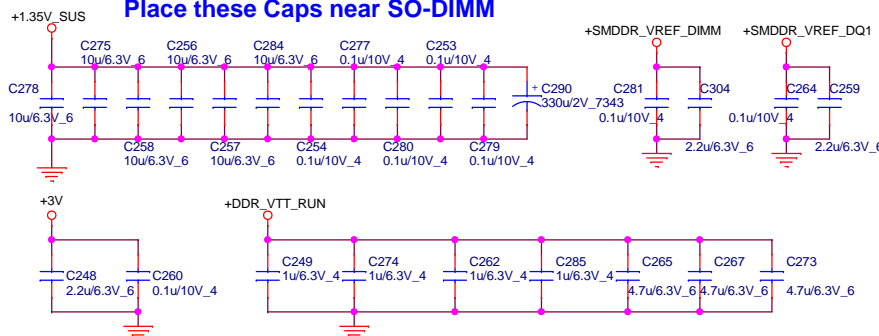 Place these Caps near SO-DIMM
+1.35V_SUS
+SMDDR_VREF_DIMM
+SMDDR_VREF_DQ1
C275
10u/6.3V_6
C256
10u/6.3V_6
C284
10u/6.3V_6
C277
0.1u/10V_4
C253
0.1u/10V_4
C278
10u/6.3V_6
+ C290
330u/2V_7343
C281
0.1u/10V_4
C304
2.2u/6.3V_6
C264
0.1u/10V_4
C259
2.2u/6.3V_6
C258
10u/6.3V_6
C257
10u/6.3V_6
C254
0.1u/10V_4
C280
0.1u/10V_4
C279
0.1u/10V_4
+3V
+DDR_VTT_RUN
C248
2.2u/6.3V_6
C260
0.1u/10V_4
C249
1u/6.3V_4
C274
1u/6.3V_4
C262
1u/6.3V_4
C285
1u/6.3V_4
C265
4.7u/6.3V_6
C267
4.7u/6.3V_6
C273
4.7u/6.3V_6